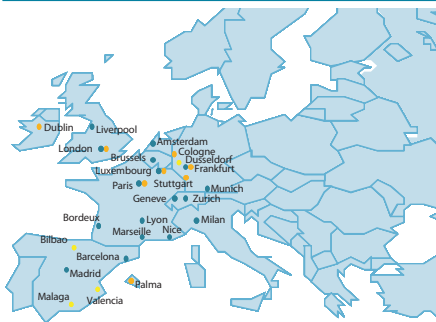 Dublin
Liverpool
London
Amsterdam
Cologne
Brussels
Dusseldorf
Luxembourg
Frankfurt
Paris
Stuttgart
Munich
Geneve
Zurich
Bordeux
Lyon
Milan
Marseille
Nice
Bilbao
Barcelona
Madrid
Palma
Malaga
Valencia